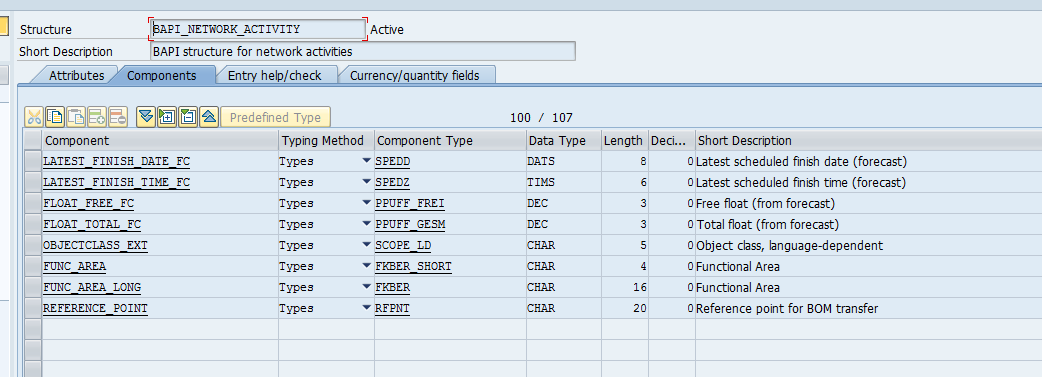 Structure BAPI_NETWORK_ACTIVITY Active
Short Description BAPI structure for network activities
Attributes Components Entry help/check Currency/quantity fields
Predefined Type 100 / 107
Component Typing Method Component Type Data Type Length Deci... Short Description
LATEST_FINISH_DATE_FC Types SPEDD DATS 8 0 Latest scheduled finish date (forecast)
LATEST_FINISH_TIME_FC Types SPEDZ TIMS 6 0 Latest scheduled finish time (forecast)
FLOAT_FREE_FC Types PPUFF_FREI DEC 3 0 Free float (from forecast)
FLOAT_TOTAL_FC Types PPUFF_GESM DEC 3 0 Total float (from forecast)
OBJECTCLASS_EXT Types SCOPE_LD CHAR 5 0 Object class, language-dependent
FUNC_AREA Types FKBER_SHORT CHAR 4 0 Functional Area
FUNC_AREA_LONG Types FKBER CHAR 16 0 Functional Area
REFERENCE_POINT Types RFPNT CHAR 20 0 Reference point for BOM transfer